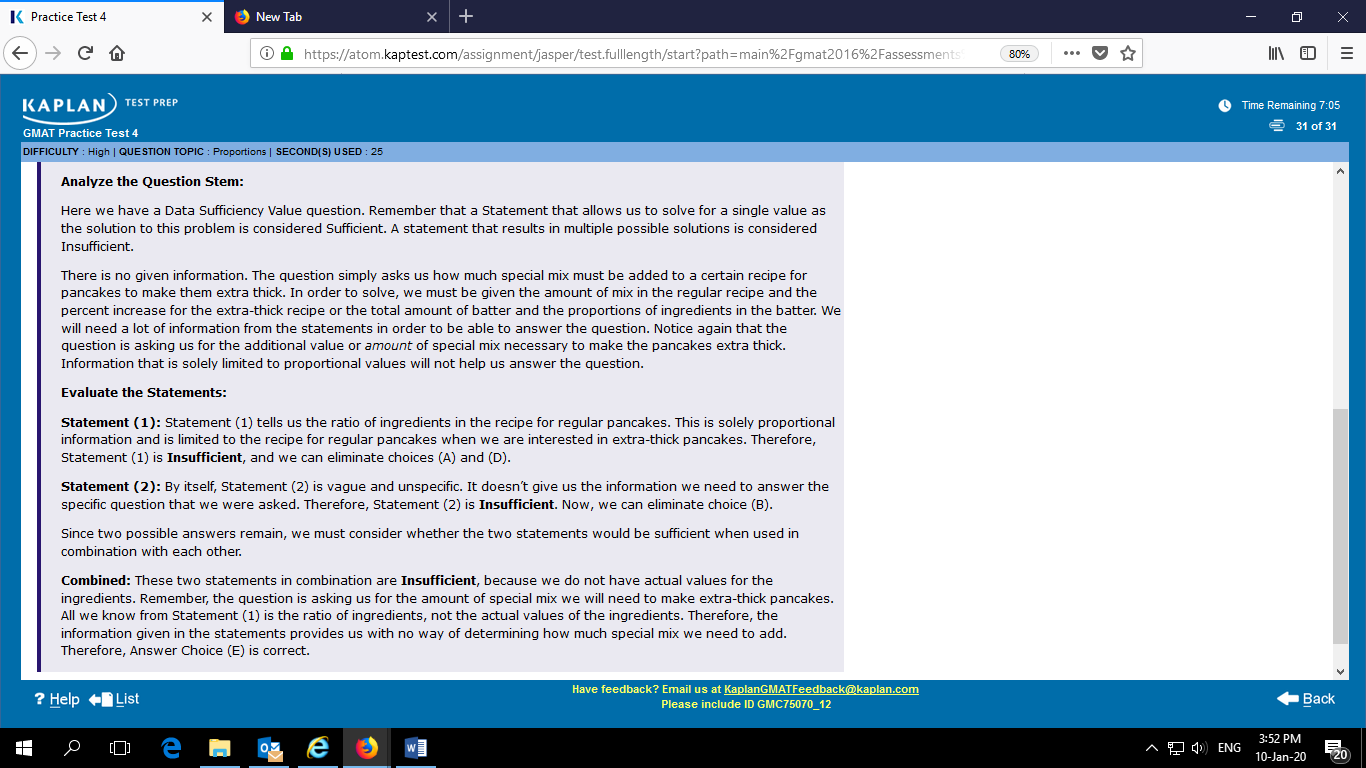 Practice Test 4
New Tab
https://atom.kaptest.com/assignment/jasper/test.fulllength/start?path=main%2Fgmat2016%2Fassessments
80%
KAPLAN TEST PREP
Time Remaining 7:05
GMAT Practice Test 4
31 of 31
DIFFICULTY : High | QUESTION TOPIC : Proportions | SECOND(S) USED : 25
Analyze the Question Stem:
Here we have a Data Sufficiency Value question. Remember that a Statement that allows us to solve for a single value as
the solution to this problem is considered Sufficient. A statement that results in multiple possible solutions is considered
Insufficient.
There is no given information. The question simply asks us how much special mix must be added to a certain recipe for
pancakes to make them extra thick. In order to solve, we must be given the amount of mix in the regular recipe and the
percent increase for the extra-thick recipe or the total amount of batter and the proportions of ingredients in the batter. We
will need a lot of information from the statements in order to be able to answer the question. Notice again that the
question is asking us for the additional value or amount of special mix necessary to make the pancakes extra thick.
Information that is solely limited to proportional values will not help us answer the question.
Evaluate the Statements:
Statement (1): Statement (1) tells us the ratio of ingredients in the recipe for regular pancakes. This is solely proportional
information and is limited to the recipe for regular pancakes when we are interested in extra-thick pancakes. Therefore,
Statement (1) is Insufficient, and we can eliminate choices (A) and (D).
Statement (2): By itself, Statement (2) is vague and unspecific. It doesn't give us the information we need to answer the
specific question that we were asked. Therefore, Statement (2) is Insufficient. Now, we can eliminate choice (B).
Since two possible answers remain, we must consider whether the two statements would be sufficient when used in
combination with each other.
Combined: These two statements in combination are Insufficient, because we do not have actual values for the
ingredients. Remember, the question is asking us for the amount of special mix we will need to make extra-thick pancakes.
All we know from Statement (1) is the ratio of ingredients, not the actual values of the ingredients. Therefore, the
information given in the statements provides us with no way of determining how much special mix we need to add.
Therefore, Answer Choice (E) is correct.
? Help List
Have feedback? Email us at KaplanGMATFeedback@kaplan.com
Please include ID GMC75070_12
Back
ENG
3:52 PM
10-Jan-20
20